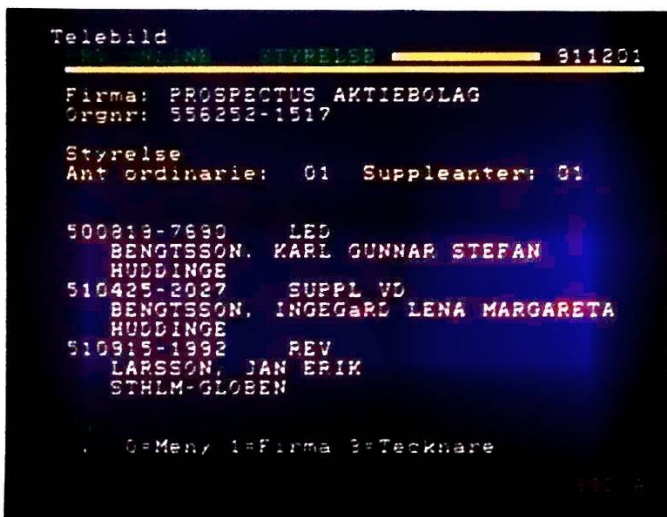 Telebild
ONLINE STYRELSE 911201
Firma: PROSPECTUS AKTIEBOLAG
Orgnr: 556252-1517
Styrelse
Ant ordinarie: 01 Suppleanter: 01
500819-7690 LED
BENGTSSON, KARL GUNNAR STEFAN
HUDDINGE
510425-2027 SUPPL VD
BENGTSSON, INGEGaRD LENA MARGARETA
HUDDINGE
510915-1992 REV
LARSSON, JAN ERIK
STHLM-GLOBEN
0=Meny 1=Firma 9=Tecknare